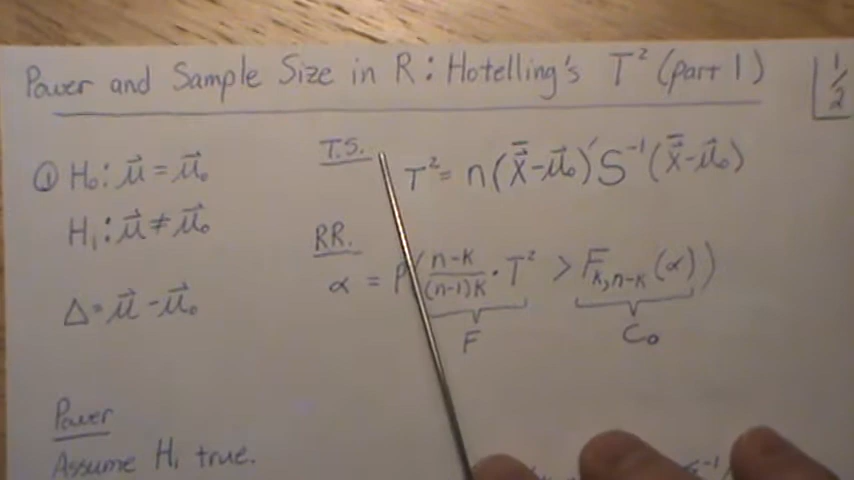 Power and Sample Size in R: Hotelling's T² (part 1)
1/2
① H₀: μ⃗ = μ⃗₀
H₁: μ⃗ ≠ μ⃗₀
Δ = μ⃗ - μ⃗₀
T.S.
T² = n(x̄⃗ - μ⃗₀)′ S⁻¹ (x̄⃗ - μ⃗₀)
RR.
α = P(n-k/(n-1)k · T² > F_k,n-k (α))
F C₀
Power
Assume H₁ true.